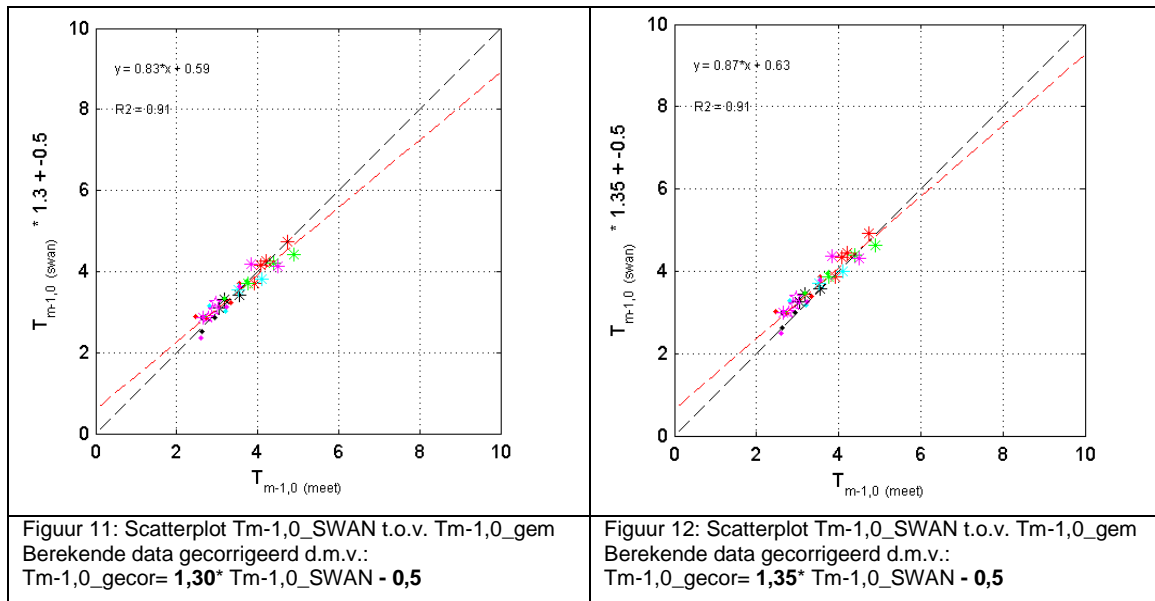 10
8
6
4
2
0
y = 0.83*x + 0.59
R2 = 0.91
T m-1,0 (swan) * 1.3 + -0.5
0 2 4 6 8 10
T m-1,0 (meet)
Figuur 11: Scatterplot Tm-1,0_SWAN t.o.v. Tm-1,0_gem
Berekende data gecorrigeerd d.m.v.:
Tm-1,0_gecor= 1,30* Tm-1,0_SWAN - 0,5
10
8
6
4
2
0
y = 0.87*x + 0.63
R2 = 0.91
T m-1,0 (swan) * 1.35 + -0.5
0 2 4 6 8 10
T m-1,0 (meet)
Figuur 12: Scatterplot Tm-1,0_SWAN t.o.v. Tm-1,0_gem
Berekende data gecorrigeerd d.m.v.:
Tm-1,0_gecor= 1,35* Tm-1,0_SWAN - 0,5